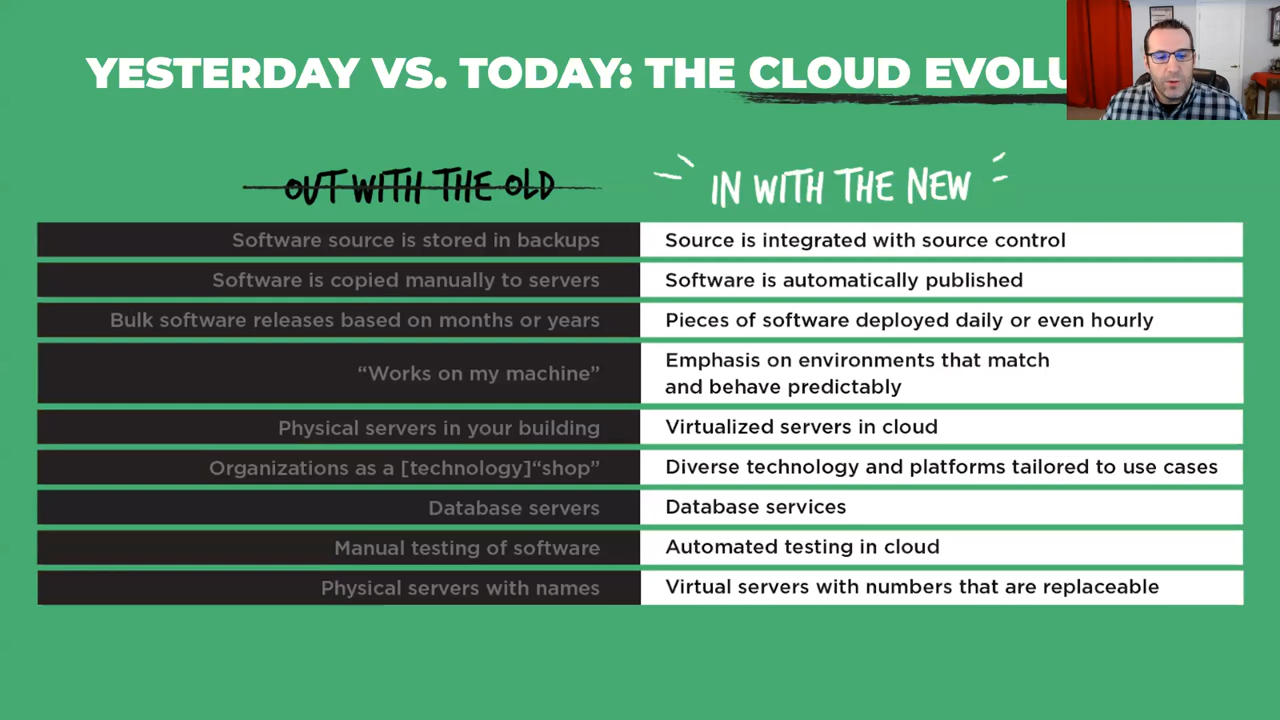 YESTERDAY VS. TODAY: THE CLOUD
OUT WITH THE OLD
IN WITH THE NEW
Software source is stored in backups
Source is integrated with source control
Software is copied manually to servers
Software is automatically published
Bulk software releases based on months or years
Pieces of software deployed daily or even hourly
“Works on my machine”
Emphasis on environments that match
and behave predictably
Physical servers in your building
Virtualized servers in cloud
Organizations as a [technology]“shop”
Diverse technology and platforms tailored to use cases
Database servers
Database services
Manual testing of software
Automated testing in cloud
Physical servers with names
Virtual servers with numbers that are replaceable